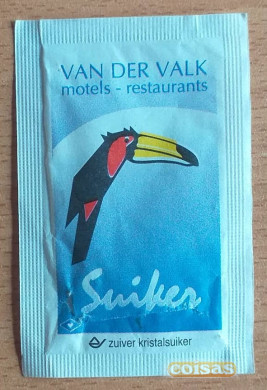 VAN DER VALK
motels - restaurants
Suiker
zuiver kristalsuiker
coisas